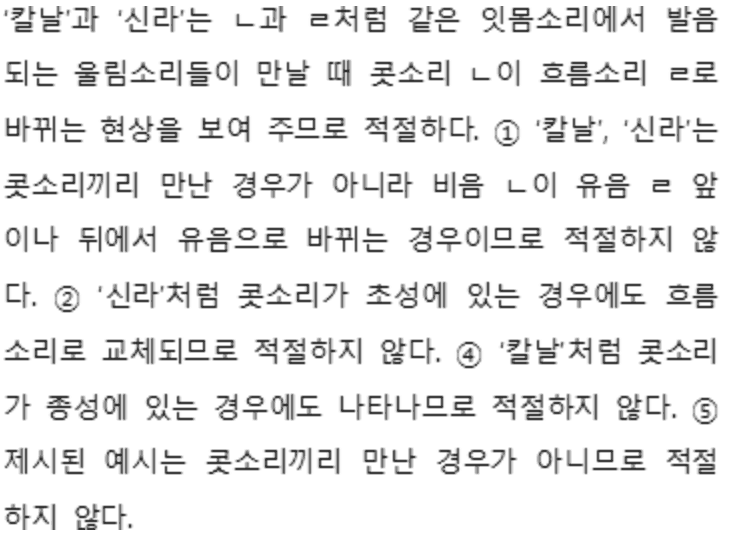 '칼날'과 '신라'는 ㄴ과 ㄹ처럼 같은 잇몸소리에서 발음
되는 울림소리들이 만날 때 콧소리 ㄴ이 흐름소리 ㄹ로
바뀌는 현상을 보여 주므로 적절하다. ① '칼날', '신라'는
콧소리끼리 만난 경우가 아니라 비음 ㄴ이 유음 ㄹ 앞
이나 뒤에서 유음으로 바뀌는 경우이므로 적절하지 않
다. ② '신라'처럼 콧소리가 초성에 있는 경우에도 흐름
소리로 교체되므로 적절하지 않다. ④ '칼날'처럼 콧소리
가 종성에 있는 경우에도 나타나므로 적절하지 않다. ⑤
제시된 예시는 콧소리끼리 만난 경우가 아니므로 적절
하지 않다.